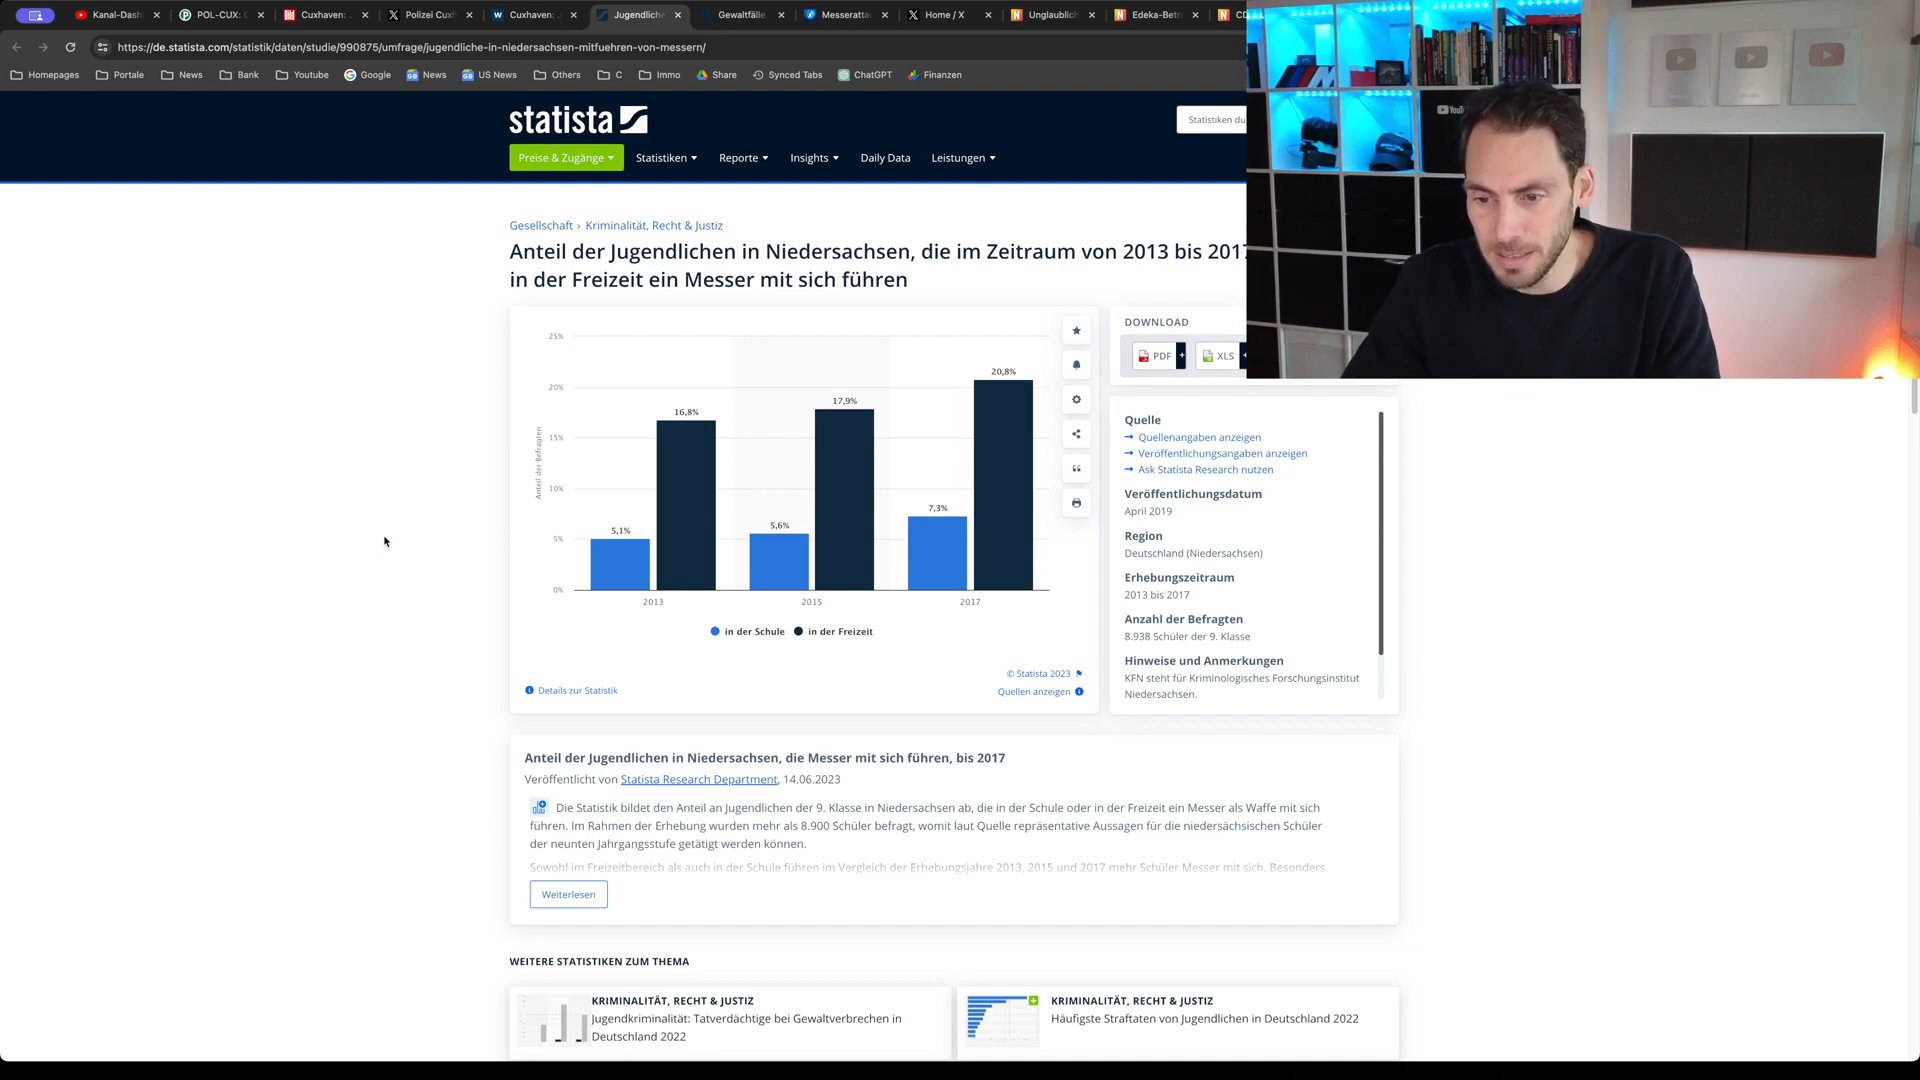 Kanal-Dash
POL-CUX: C
Cuxhaven: J
Polizei Cuxh
Cuxhaven: J
Jugendliche
Gewaltfälle
Messerattac
Home / X
Unglaublich
Edeka-Betr
CD
https://de.statista.com/statistik/daten/studie/990875/umfrage/jugendliche-in-niedersachsen-mitfuehren-von-messern/
Homepages Portale News Bank Youtube Google News US News Others C Immo Share Synced Tabs ChatGPT Finanzen
YouT
statista
Statistiken du
Preise & Zugänge Statistiken Reporte Insights Daily Data Leistungen
Gesellschaft › Kriminalität, Recht & Justiz
Anteil der Jugendlichen in Niedersachsen, die im Zeitraum von 2013 bis 2017
in der Freizeit ein Messer mit sich führen
Anteil der Befragten
25%
20%
15%
10%
5%
0%
5,1%
16,8%
5,6%
17,9%
7,3%
20,8%
2013 2015 2017
in der Schule in der Freizeit
© Statista 2023
Details zur Statistik
Quellen anzeigen
DOWNLOAD
PDF + XLS +
Quelle
→ Quellenangaben anzeigen
→ Veröffentlichungsangaben anzeigen
→ Ask Statista Research nutzen
Veröffentlichungsdatum
April 2019
Region
Deutschland (Niedersachsen)
Erhebungszeitraum
2013 bis 2017
Anzahl der Befragten
8.938 Schüler der 9. Klasse
Hinweise und Anmerkungen
KFN steht für Kriminologisches Forschungsinstitut
Niedersachsen.
Anteil der Jugendlichen in Niedersachsen, die Messer mit sich führen, bis 2017
Veröffentlicht von Statista Research Department, 14.06.2023
Die Statistik bildet den Anteil an Jugendlichen der 9. Klasse in Niedersachsen ab, die in der Schule oder in der Freizeit ein Messer als Waffe mit sich
führen. Im Rahmen der Erhebung wurden mehr als 8.900 Schüler befragt, womit laut Quelle repräsentative Aussagen für die niedersächsischen Schüler
der neunten Jahrgangsstufe getätigt werden können.
Sowohl im Freizeitbereich als auch in der Schule führen im Vergleich der Erhebungsjahre 2013, 2015 und 2017 mehr Schüler Messer mit sich. Besonders
Weiterlesen
WEITERE STATISTIKEN ZUM THEMA
KRIMINALITÄT, RECHT & JUSTIZ
Jugendkriminalität: Tatverdächtige bei Gewaltverbrechen in
Deutschland 2022
KRIMINALITÄT, RECHT & JUSTIZ
Häufigste Straftaten von Jugendlichen in Deutschland 2022